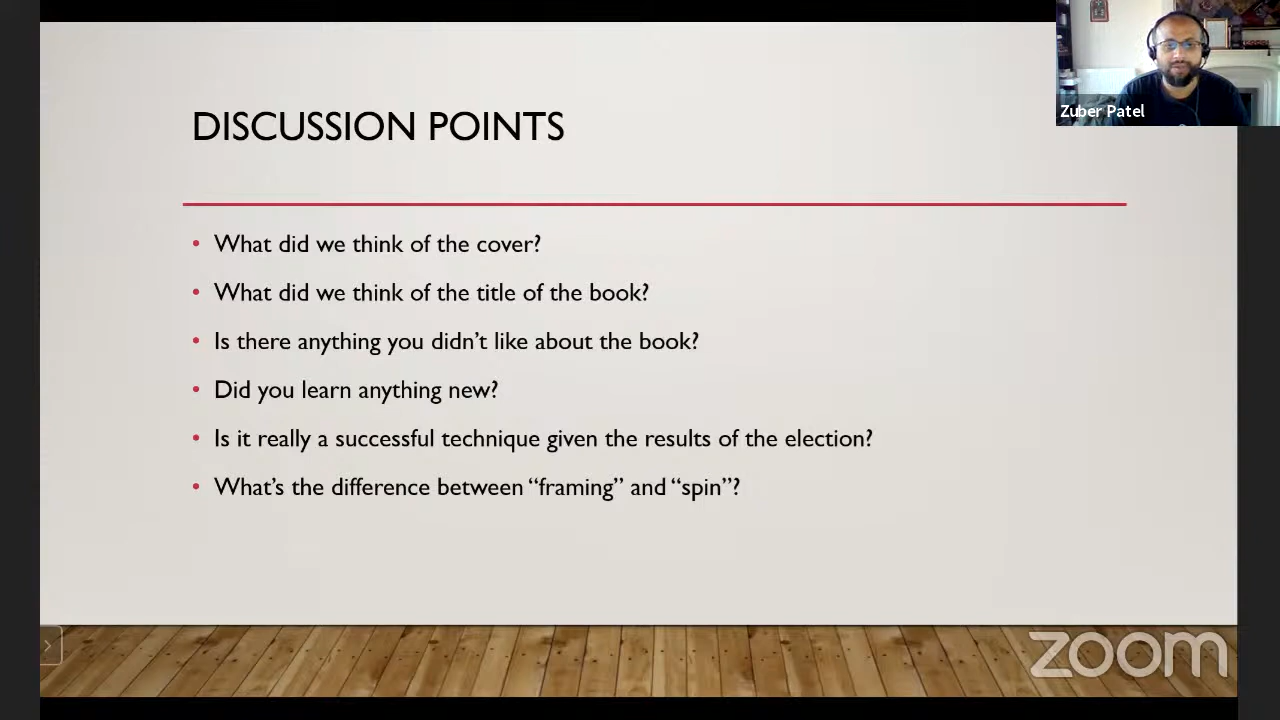 DISCUSSION POINTS
Zuber Patel
• What did we think of the cover?
• What did we think of the title of the book?
• Is there anything you didn’t like about the book?
• Did you learn anything new?
• Is it really a successful technique given the results of the election?
• What’s the difference between “framing” and “spin”?
zoom